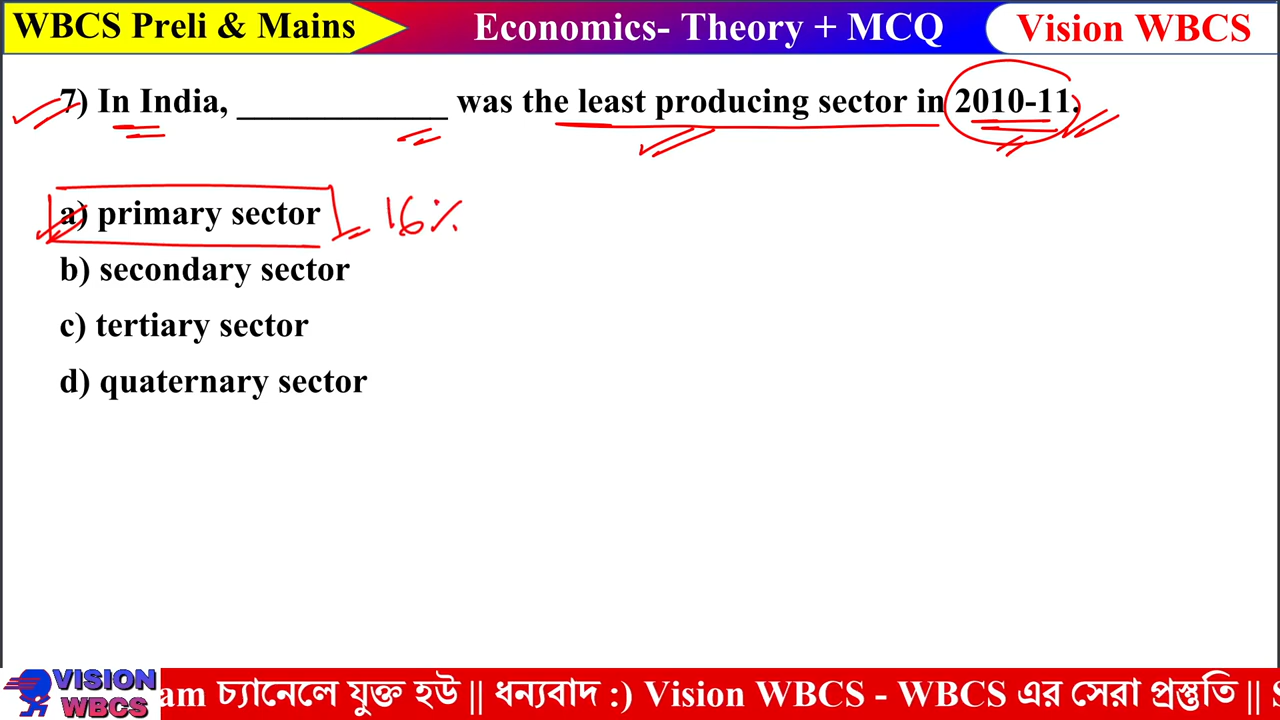 WBCS Preli & Mains
Economics- Theory + MCQ
Vision WBCS
7) In India, ____________ was the least producing sector in 2010-11.
a) primary sector 16%
b) secondary sector
c) tertiary sector
d) quaternary sector
VISION WBCS
am চ্যানেলে যুক্ত হউ || ধন্যবাদ :) Vision WBCS - WBCS এর সেরা প্রস্তুতি || S